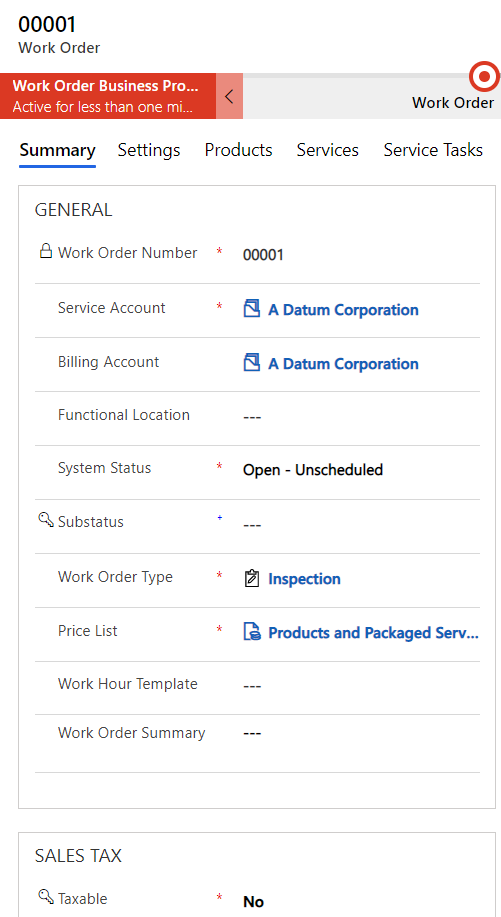 00001
Work Order
Work Order Business Pro...
Active for less than one mi...
Work Order
Summary Settings Products Services Service Tasks
GENERAL
Work Order Number * 00001
Service Account * A Datum Corporation
Billing Account A Datum Corporation
Functional Location ---
System Status * Open - Unscheduled
Substatus + ---
Work Order Type * Inspection
Price List * Products and Packaged Serv...
Work Hour Template ---
Work Order Summary ---
SALES TAX
Taxable * No